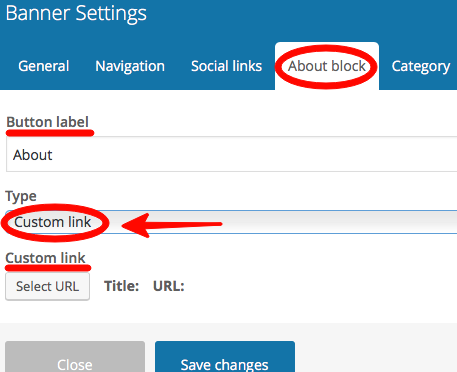 Banner Settings
General Navigation Social links About block Category
Button label
About
Type
Custom link
Custom link
Select URL Title: URL:
Close Save changes